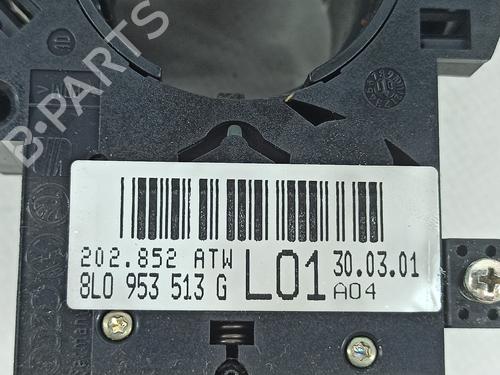 B-PARTS
202.852 ATW
8L0 953 513 G
L01
30.03.01
A04